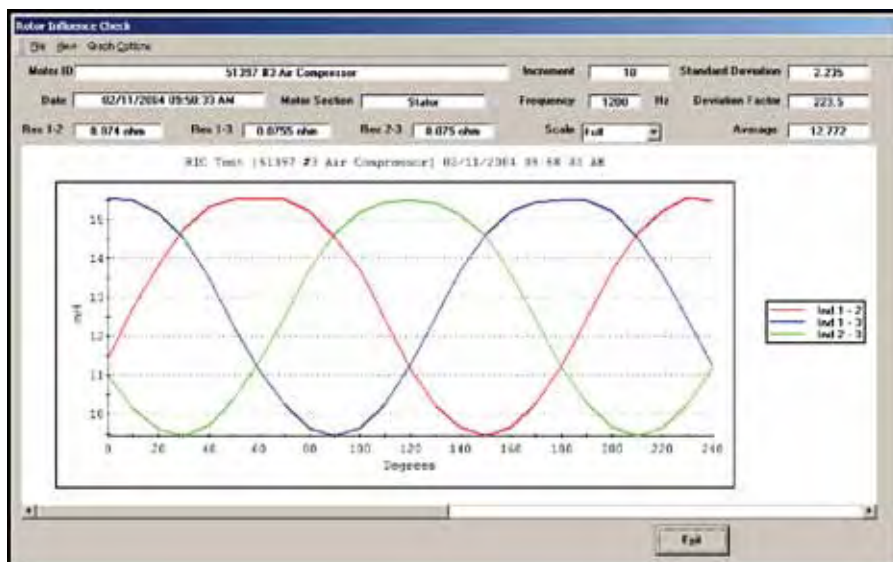 Rotor Influence Check
File View Graph Options
Motor ID 51397 #3 Air Compressor Increment 10 Standard Deviation 2.235
Date 02/11/2004 09:58:33 AM Motor Section Stator Frequency 1200 Hz Deviation Factor 223.5
Res 1-2 0.074 ohm Res 1-3 0.0755 ohm Res 2-3 0.075 ohm Scale Full Average 12.772
RIC Test [51397 #3 Air Compressor] 02/11/2004 09:58:33 AM
15
14
13
12
11
10
mH
0 20 40 60 80 100 120 140 160 180 200 220 240
Degrees
Ind 1 - 2
Ind 1 - 3
Ind 2 - 3
Exit